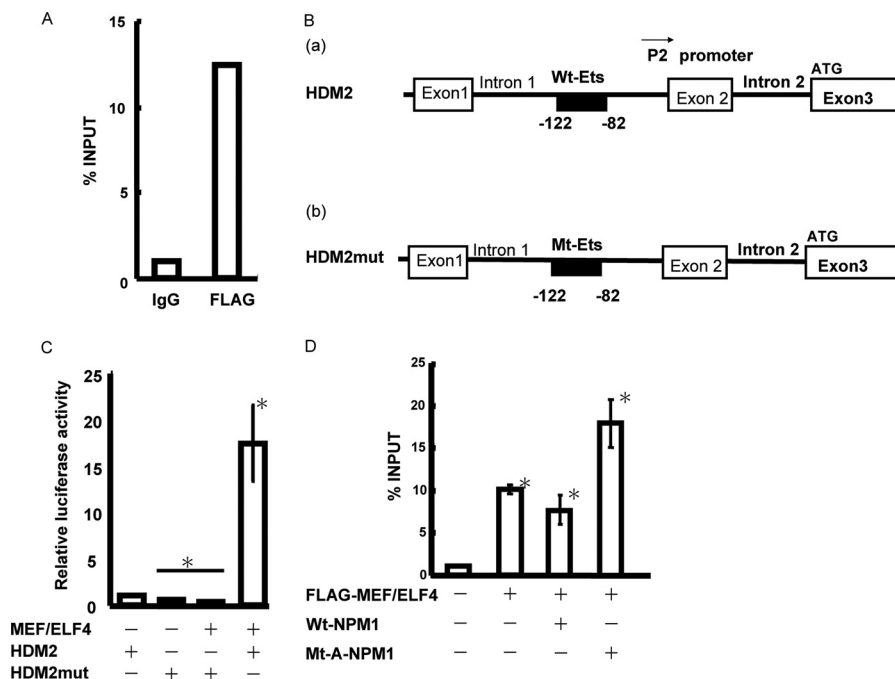 A
15
10
5
0
% INPUT
IgG FLAG
B
(a)
P2 promoter
HDM2
Exon1
Intron 1
Wt-Ets
-122 -82
Exon 2
Intron 2
ATG
Exon3
(b)
HDM2mut
Exon1
Intron 1
Mt-Ets
-122 -82
Exon 2
Intron 2
ATG
Exon3
C
25
20
15
10
5
0
Relative luciferase activity
*
*
MEF/ELF4 − − + +
HDM2 + − − +
HDM2mut − + + −
D
25
20
15
10
5
0
% INPUT
*
*
*
FLAG-MEF/ELF4 − + + +
Wt-NPM1 − − + −
Mt-A-NPM1 − − − +